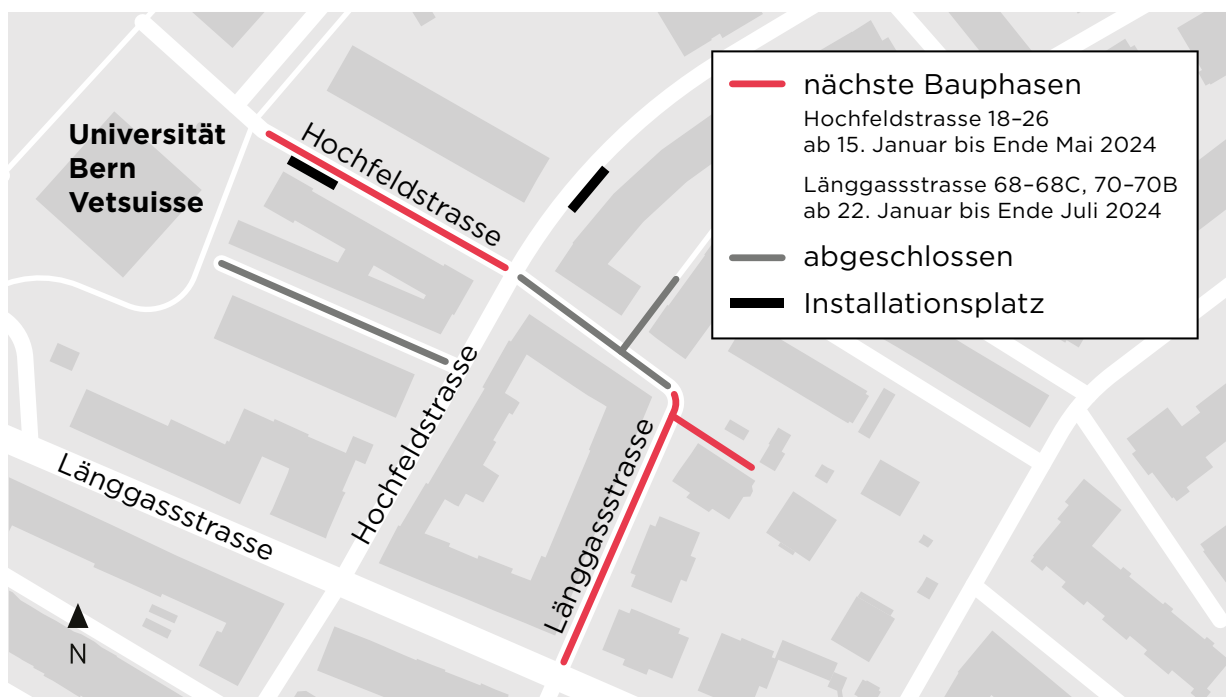 Universität
Bern
Vetsuisse
Hochfeldstrasse
Hochfeldstrasse
Länggassstrasse
Länggassstrasse
N
nächste Bauphasen
Hochfeldstrasse 18–26
ab 15. Januar bis Ende Mai 2024
Länggassstrasse 68–68C, 70–70B
ab 22. Januar bis Ende Juli 2024
abgeschlossen
Installationsplatz